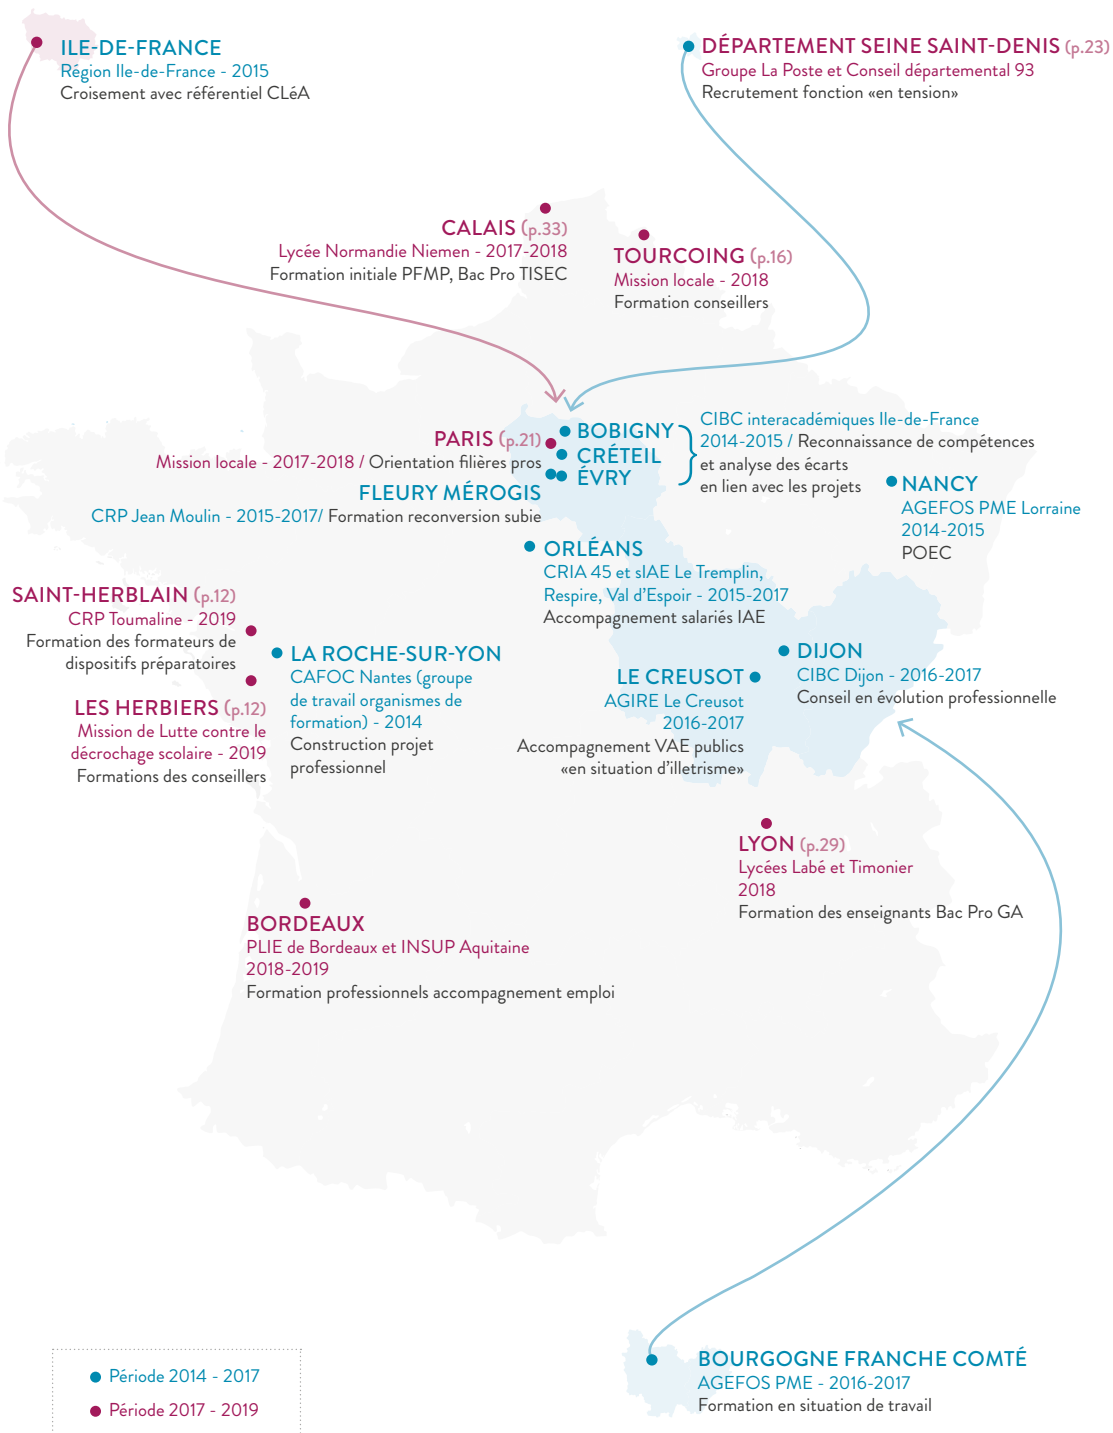 ILE-DE-FRANCE
Région Ile-de-France - 2015
Croisement avec référentiel CLéA
DÉPARTEMENT SEINE SAINT-DENIS (p.23)
Groupe La Poste et Conseil départemental 93
Recrutement fonction «en tension»
CALAIS (p.33)
Lycée Normandie Niemen - 2017-2018
Formation initiale PFMP, Bac Pro TISEC
TOURCOING (p.16)
Mission locale - 2018
Formation conseillers
PARIS (p.21)
Mission locale - 2017-2018 / Orientation filières pros
FLEURY MÉROGIS
CRP Jean Moulin - 2015-2017/ Formation reconversion subie
BOBIGNY
CRÉTEIL
ÉVRY
CIBC interacadémiques Ile-de-France
2014-2015 / Reconnaissance de compétences
et analyse des écarts
en lien avec les projets
NANCY
AGEFOS PME Lorraine
2014-2015
POEC
ORLÉANS
CRIA 45 et sIAE Le Tremplin,
Respire, Val d'Espoir - 2015-2017
Accompagnement salariés IAE
SAINT-HERBLAIN (p.12)
CRP Toumaline - 2019
Formation des formateurs de
dispositifs préparatoires
LA ROCHE-SUR-YON
CAFOC Nantes (groupe
de travail organismes de
formation) - 2014
Construction projet
professionnel
LES HERBIERS (p.12)
Mission de Lutte contre le
décrochage scolaire - 2019
Formations des conseillers
LE CREUSOT
AGIRE Le Creusot
2016-2017
Accompagnement VAE publics
«en situation d'illetrisme»
DIJON
CIBC Dijon - 2016-2017
Conseil en évolution professionnelle
LYON (p.29)
Lycées Labé et Timonier
2018
Formation des enseignants Bac Pro GA
BORDEAUX
PLIE de Bordeaux et INSUP Aquitaine
2018-2019
Formation professionnels accompagnement emploi
BOURGOGNE FRANCHE COMTÉ
AGEFOS PME - 2016-2017
Formation en situation de travail
Période 2014 - 2017
Période 2017 - 2019